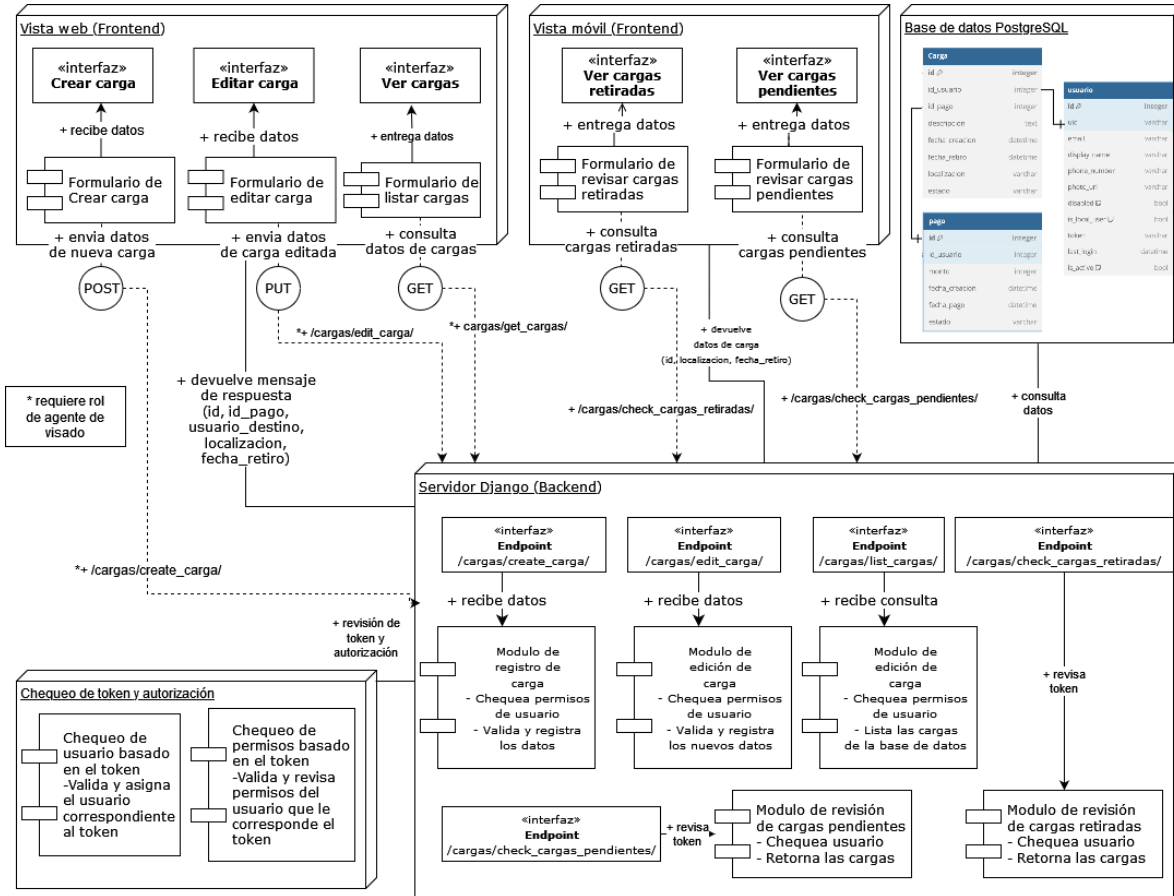 Vista web (Frontend)
«interfaz»
Crear carga
«interfaz»
Editar carga
«interfaz»
Ver cargas
+ recibe datos
+ recibe datos
+ entrega datos
Formulario de
Crear carga
Formulario de
editar carga
Formulario de
listar cargas
+ envia datos
de nueva carga
+ envia datos
de carga editada
+ consulta
datos de cargas
POST
PUT
GET
Vista móvil (Frontend)
«interfaz»
Ver cargas
retiradas
«interfaz»
Ver cargas
pendientes
+ entrega datos
+ entrega datos
Formulario de
revisar cargas
retiradas
Formulario de
revisar cargas
pendientes
+ consulta
cargas retiradas
+ consulta
cargas pendientes
GET
GET
Base de datos PostgreSQL
Carga
id integer
id_usuario integer
id_pago integer
descripcion text
fecha_creacion datetime
fecha_retiro datetime
localizacion varchar
estado varchar
usuario
id integer
uid varchar
email varchar
display_name varchar
phone_number varchar
photo_url varchar
disabled bool
is_local_user bool
token varchar
last_login datetime
is_active bool
pago
id integer
id_usuario integer
monto integer
fecha_creacion datetime
fecha_pago datetime
estado varchar
*+ /cargas/edit_carga/
*+ cargas/get_cargas/
+ devuelve
datos de carga
(id, localizacion, fecha_retiro)
+ devuelve mensaje
de respuesta
(id, id_pago,
usuario_destino,
localizacion,
fecha_retiro)
* requiere rol
de agente de
visado
+ /cargas/check_cargas_retiradas/
+ /cargas/check_cargas_pendientes/
+ consulta
datos
*+ /cargas/create_carga/
+ revisión de
token y
autorización
Servidor Django (Backend)
«interfaz»
Endpoint
/cargas/create_carga/
«interfaz»
Endpoint
/cargas/edit_carga/
«interfaz»
Endpoint
/cargas/list_cargas/
«interfaz»
Endpoint
/cargas/check_cargas_retiradas/
+ recibe datos
+ recibe datos
+ recibe consulta
+ revisa
token
Modulo de
registro de
carga
- Chequea permisos
de usuario
- Valida y registra
los datos
Modulo de
edición de
carga
- Chequea permisos
de usuario
- Valida y registra
los nuevos datos
Modulo de
edición de
carga
- Chequea permisos
de usuario
- Lista las cargas
de la base de datos
«interfaz»
Endpoint
/cargas/check_cargas_pendientes/
+ revisa
token
Modulo de revisión
de cargas pendientes
- Chequea usuario
- Retorna las cargas
Modulo de revisión
de cargas retiradas
- Chequea usuario
- Retorna las cargas
Chequeo de token y autorización
Chequeo de
usuario basado
en el token
-Valida y asigna
el usuario
correspondiente
al token
Chequeo de
permisos basado
en el token
-Valida y revisa
permisos del
usuario que le
corresponde el
token